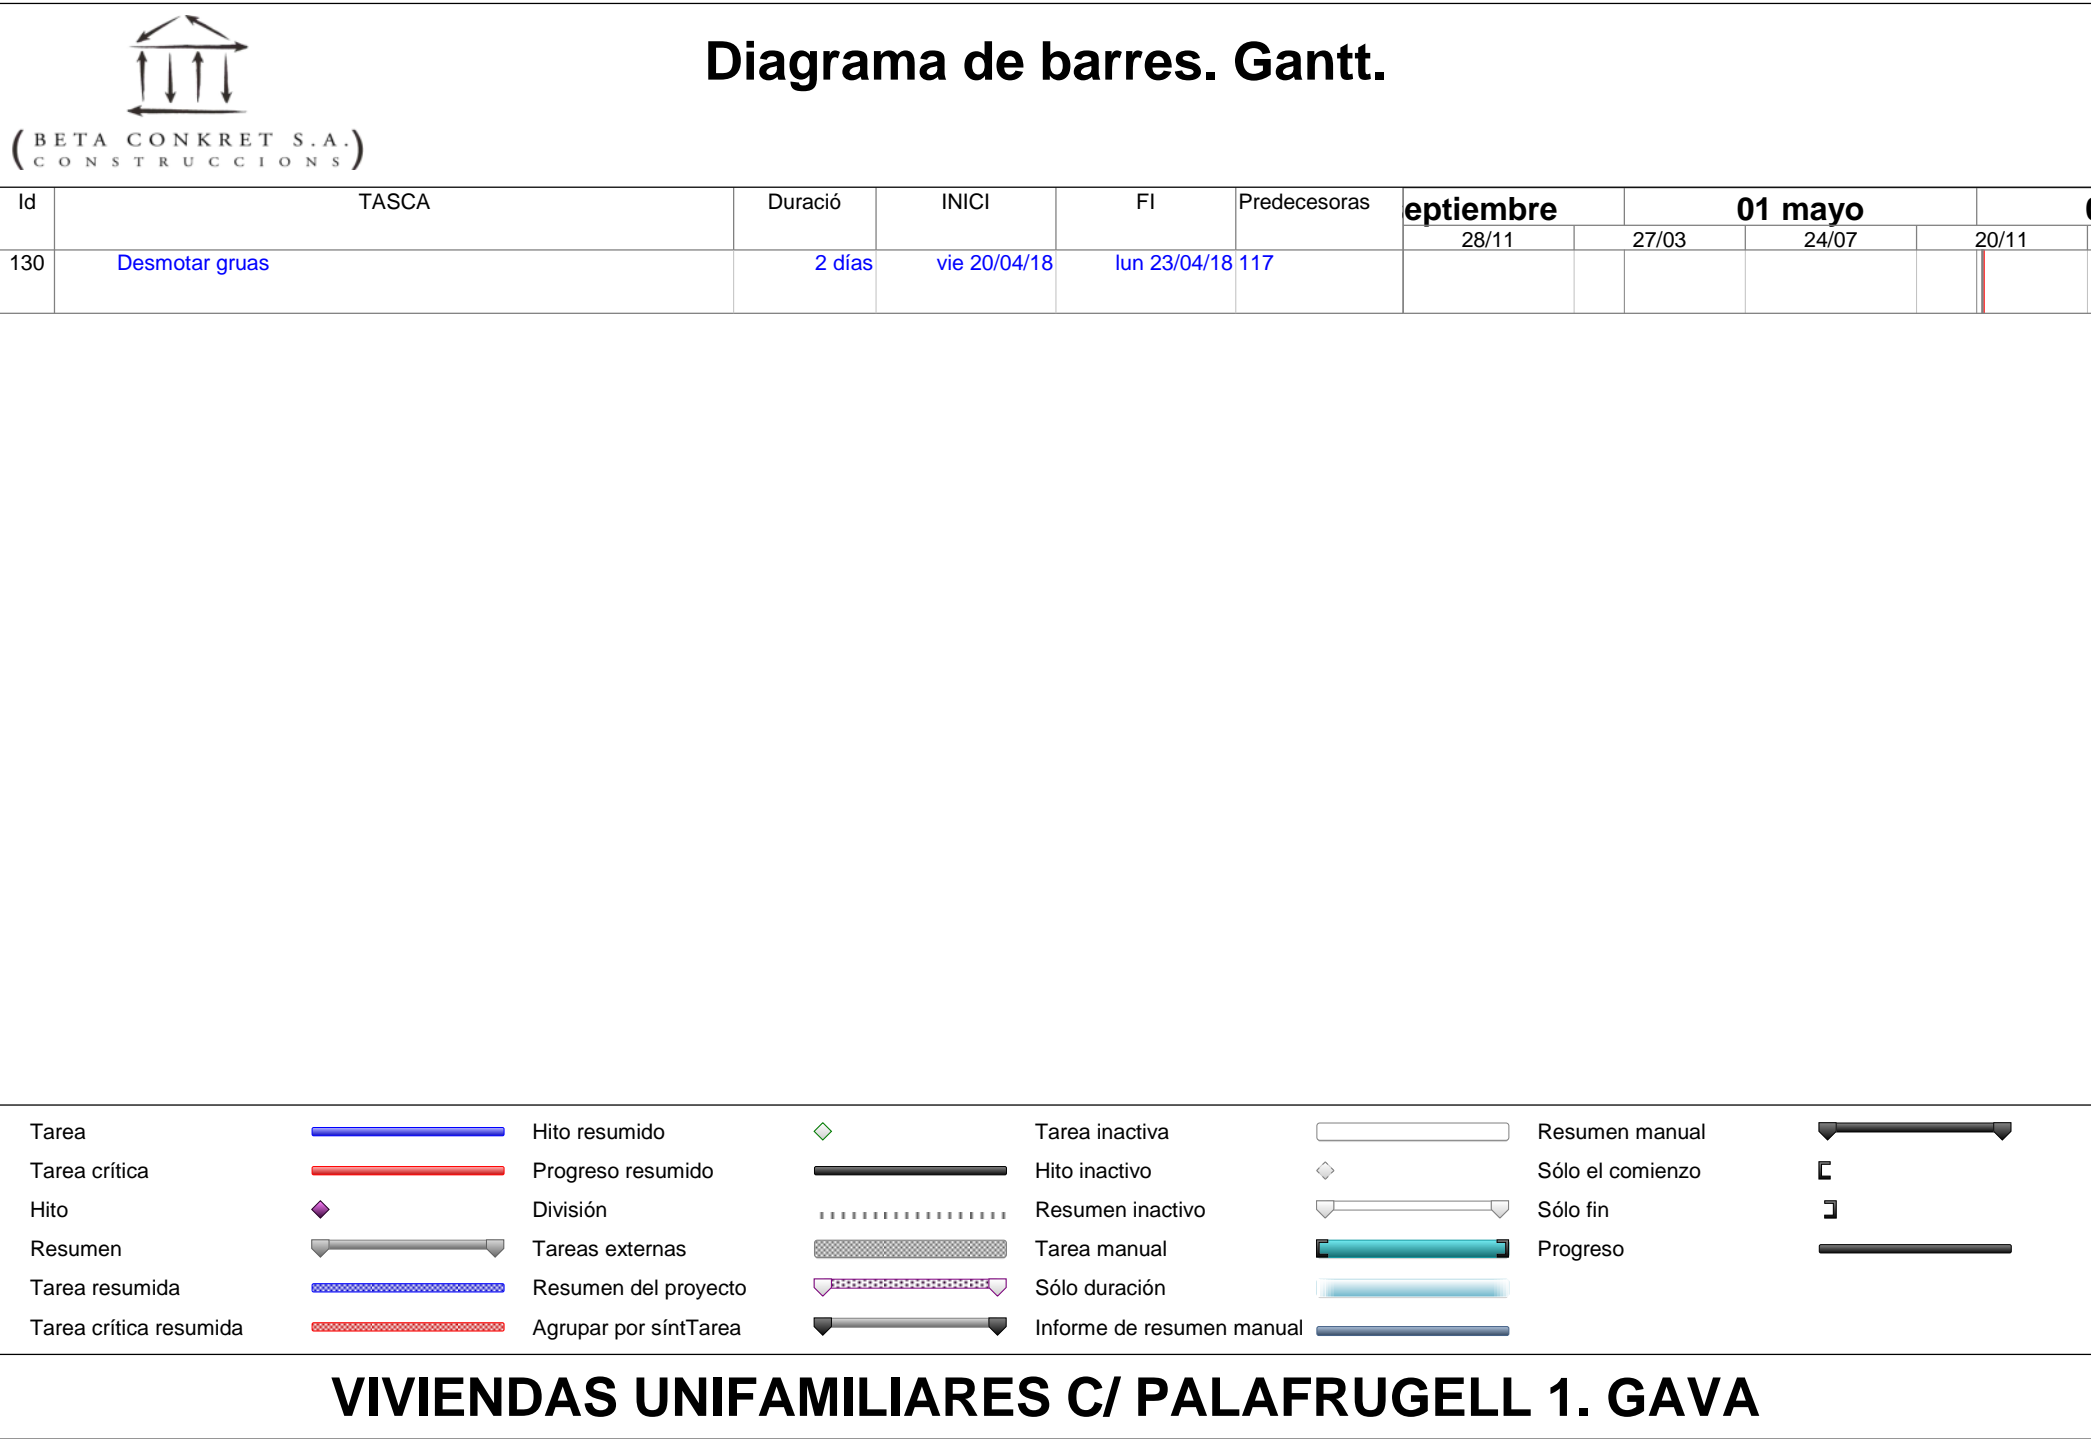 Diagrama de barres. Gantt.
(BETA CONKRET S.A.)
CONSTRUCCIONS
Id TASCA Duració INICI FI Predecesoras eptiembre 01 mayo
28/11 27/03 24/07 20/11
130 Desmotar gruas 2 días vie 20/04/18 lun 23/04/18 117
Tarea Hito resumido Tarea inactiva Resumen manual
Tarea crítica Progreso resumido Hito inactivo Sólo el comienzo
Hito División Resumen inactivo Sólo fin
Resumen Tareas externas Tarea manual Progreso
Tarea resumida Resumen del proyecto Sólo duración
Tarea crítica resumida Agrupar por síntTarea Informe de resumen manual
VIVIENDAS UNIFAMILIARES C/ PALAFRUGELL 1. GAVA